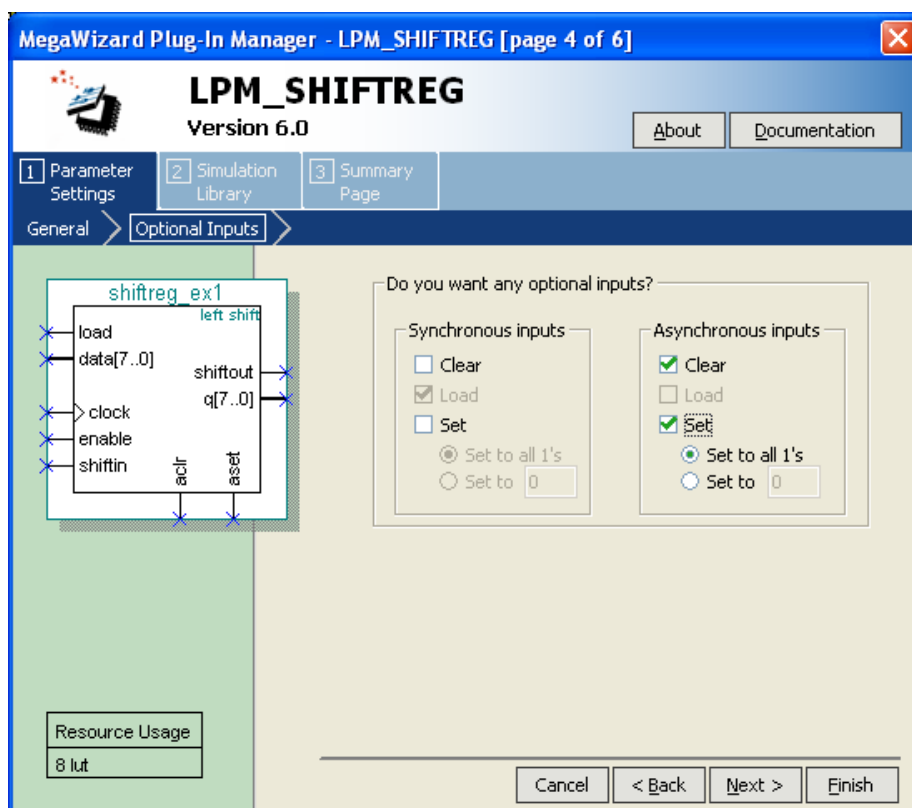 MegaWizard Plug-In Manager - LPM_SHIFTREG [page 4 of 6]
LPM_SHIFTREG
Version 6.0
About
Documentation
1 Parameter Settings
2 Simulation Library
3 Summary Page
General
Optional Inputs
shiftreg_ex1
left shift
load
data[7..0]
shiftout
q[7..0]
clock
enable
shiftin
aclr
aset
Do you want any optional inputs?
Synchronous inputs
Clear
Load
Set
Set to all 1's
Set to 0
Asynchronous inputs
Clear
Load
Set
Set to all 1's
Set to 0
Resource Usage
8 lut
Cancel
< Back
Next >
Finish